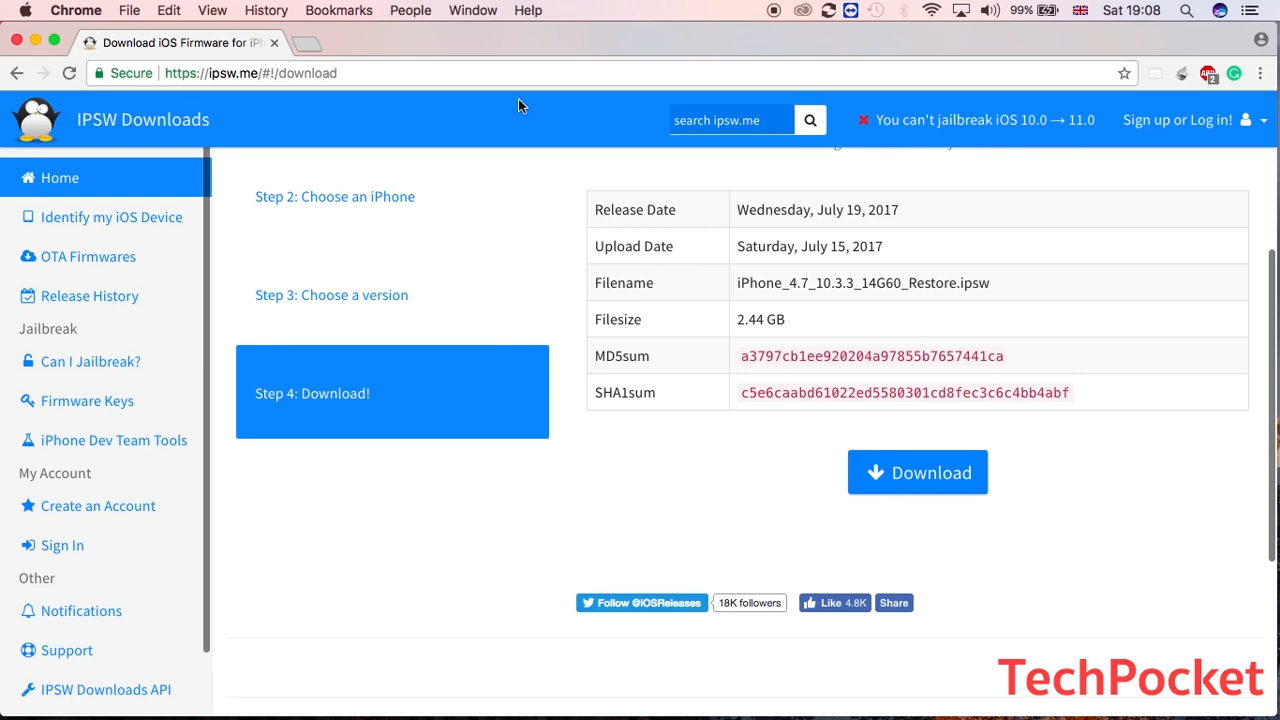 Chrome File Edit View History Bookmarks People Window Help 99% Sat 19:08
Download iOS Firmware for iPh
Secure https://ipsw.me/#!/download 2
IPSW Downloads search ipsw.me You can't jailbreak iOS 10.0 → 11.0 Sign up or Log in!
Home
Identify my iOS Device
OTA Firmwares
Release History
Jailbreak
Can I Jailbreak?
Firmware Keys
iPhone Dev Team Tools
My Account
Create an Account
Sign In
Other
Notifications
Support
IPSW Downloads API
Step 2: Choose an iPhone
Step 3: Choose a version
Step 4: Download!
Release Date Wednesday, July 19, 2017
Upload Date Saturday, July 15, 2017
Filename iPhone_4.7_10.3.3_14G60_Restore.ipsw
Filesize 2.44 GB
MD5sum a3797cb1ee920204a97855b7657441ca
SHA1sum c5e6caabd61022ed5580301cd8fec3c6c4bb4abf
Download
Follow @iOSReleases 18K followers Like 4.8K Share
TechPocket